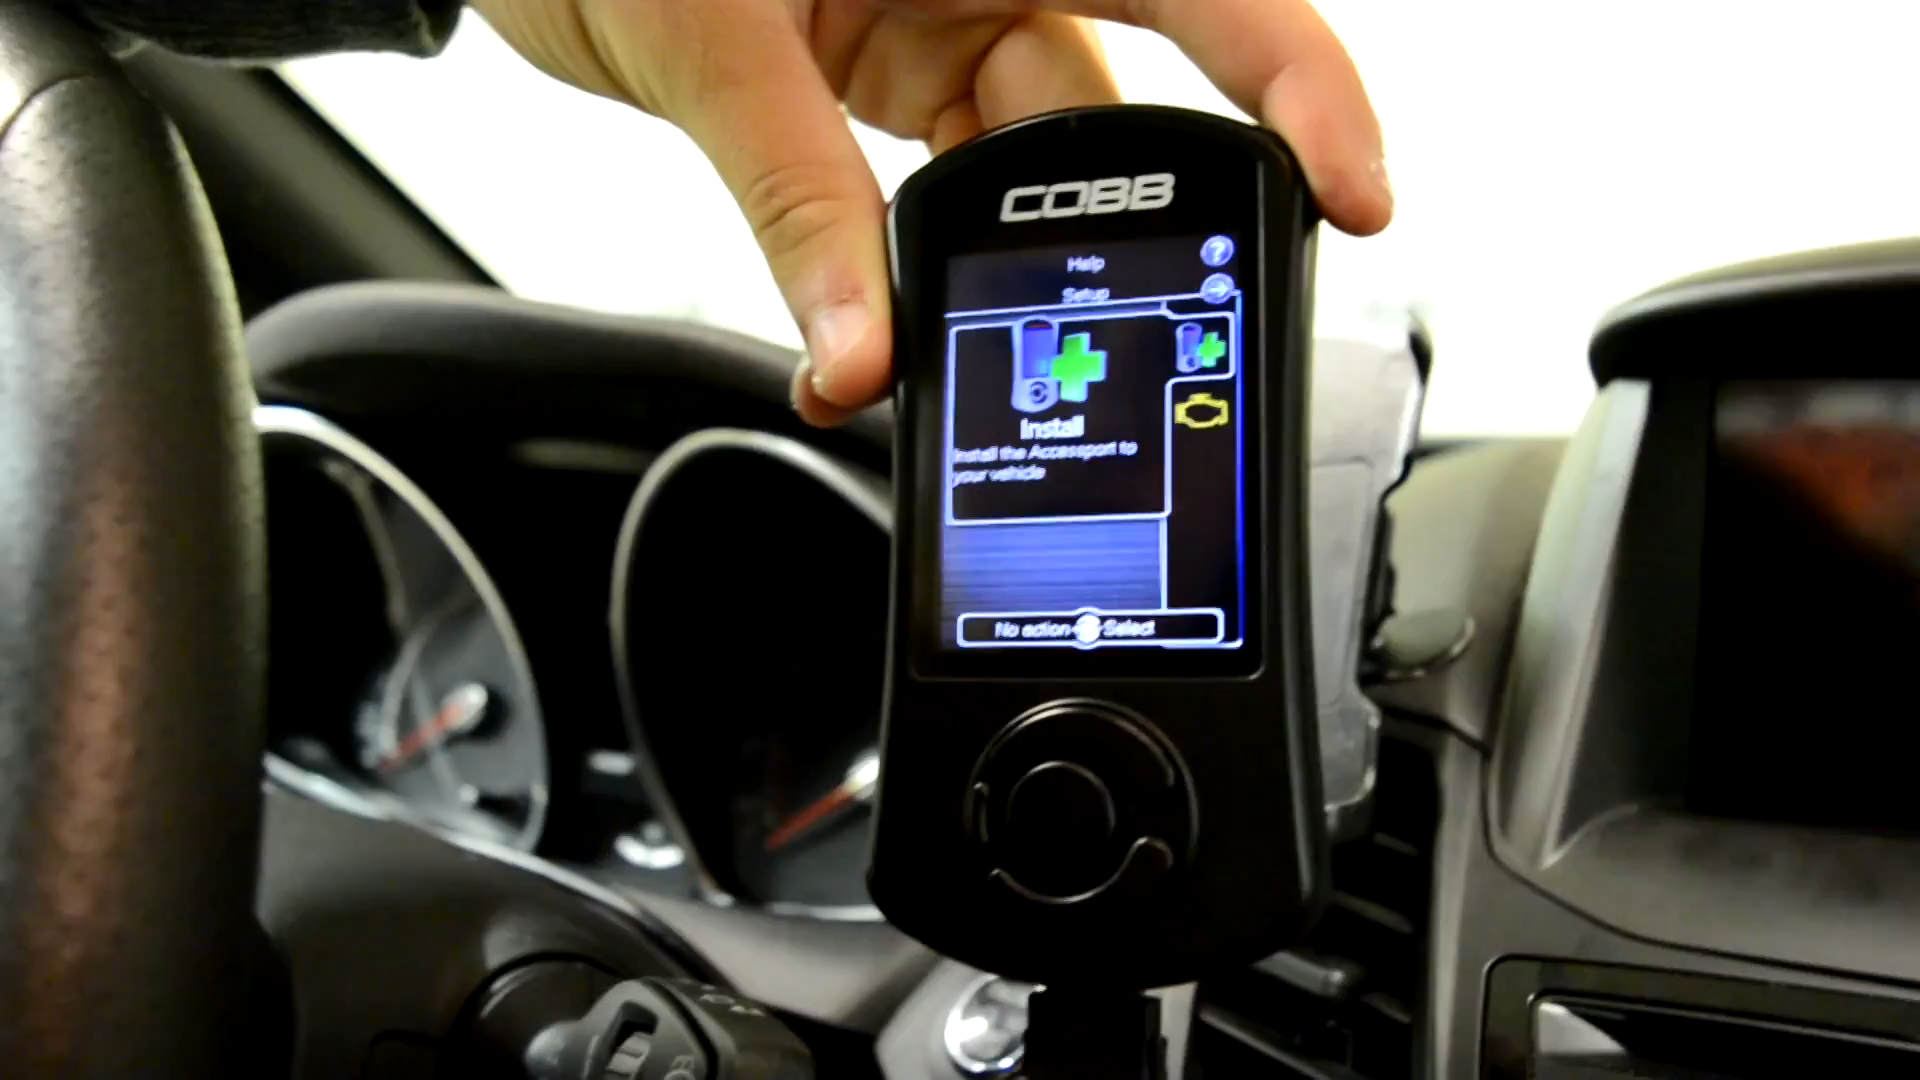 COBB
Help
Setup
Install
Install the Accessport to
your vehicle
No action
Select